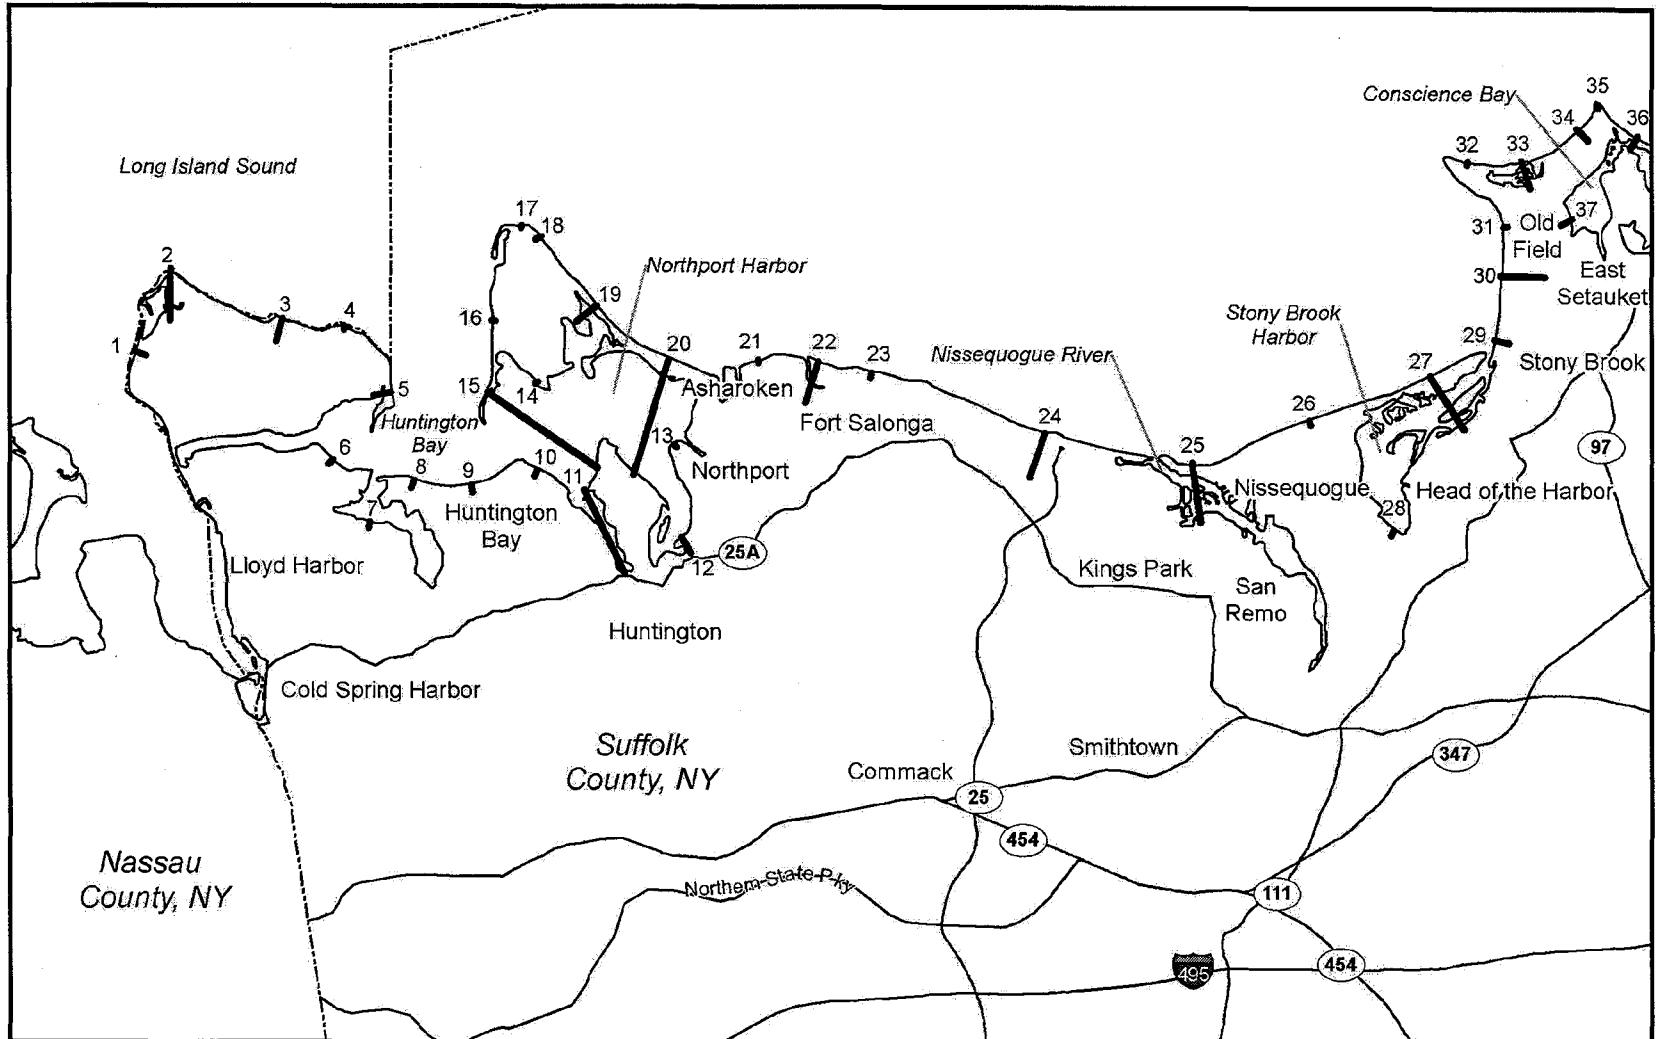 35
Conscience Bay
34
36
32
33
Long Island Sound
17
18
31
Old
Field
37
2
Northport Harbor
30
East
Setauket
3
4
19
16
Stony Brook
Harbor
1
20
21
22
23
Nissequogue River
29
Stony Brook
27
5
15
14
Asharoken
Huntington
Bay
Fort Salonga
26
24
13
25
97
6
8
9
10
11
Northport
Nissequogue
Head of the Harbor
7
Huntington
Bay
28
12
25A
Lloyd Harbor
Kings Park
San
Remo
Huntington
Cold Spring Harbor
Suffolk
County, NY
Smithtown
347
Commack
25
454
Nassau
County, NY
Northern State Pky
111
495
454